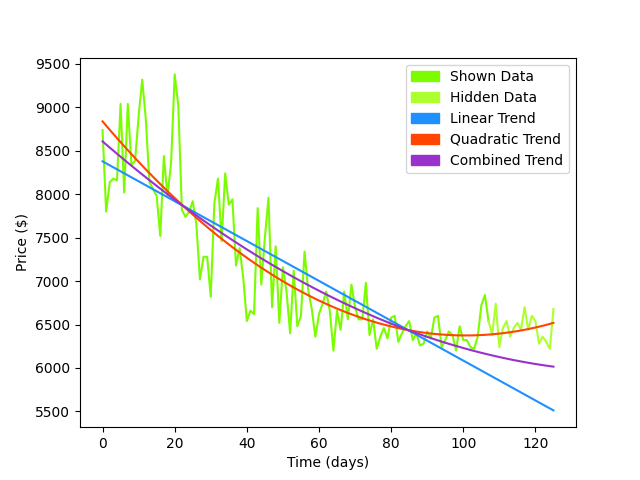 9500
9000
8500
8000
7500
7000
6500
6000
5500
Price ($)
0 20 40 60 80 100 120
Time (days)
Shown Data
Hidden Data
Linear Trend
Quadratic Trend
Combined Trend